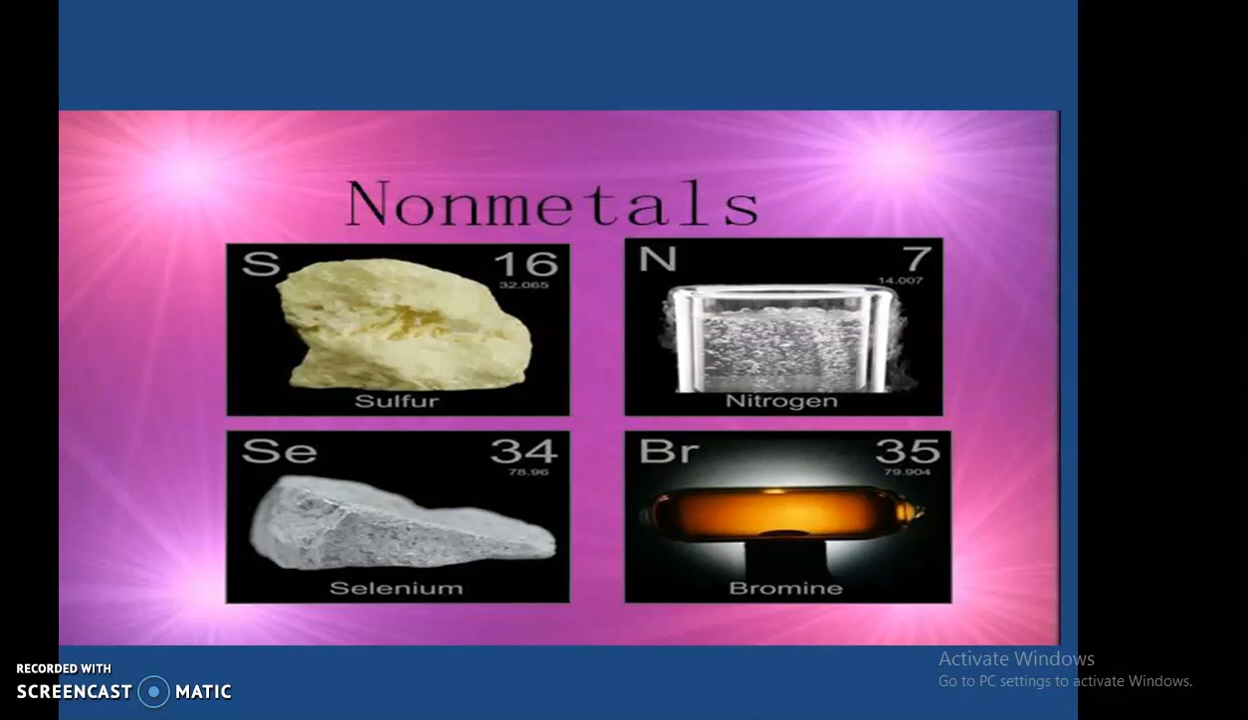 Nonmetals
S 16
32.065
Sulfur
N 7
14.007
Nitrogen
Se 34
78.96
Selenium
Br 35
79.904
Bromine
Activate Windows
Go to PC settings to activate Windows.
RECORDED WITH
SCREENCAST MATIC